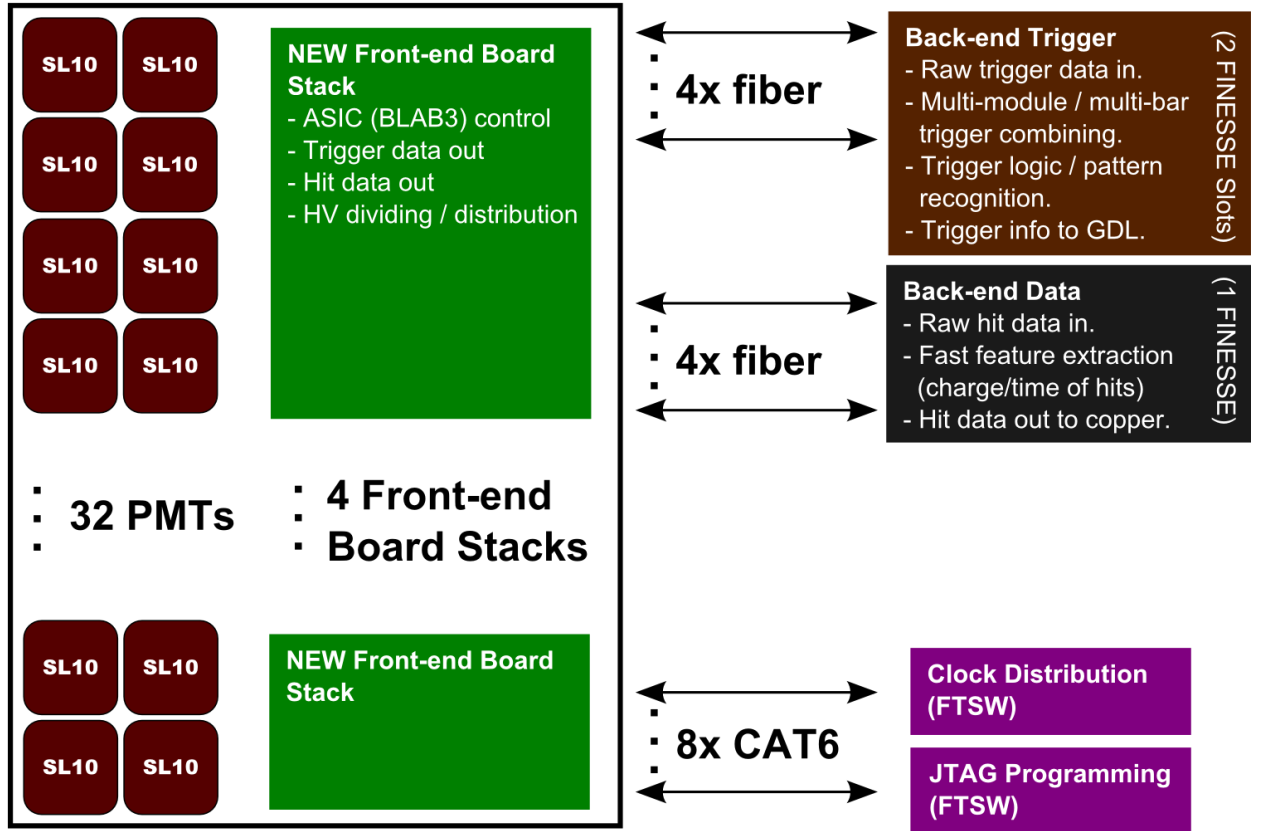 SL10 SL10
SL10 SL10
SL10 SL10
SL10 SL10
NEW Front-end Board
Stack
- ASIC (BLAB3) control
- Trigger data out
- Hit data out
- HV dividing / distribution
32 PMTs
4 Front-end
Board Stacks
SL10 SL10
SL10 SL10
NEW Front-end Board
Stack
4x fiber
4x fiber
8x CAT6
Back-end Trigger
- Raw trigger data in.
- Multi-module / multi-bar
trigger combining.
- Trigger logic / pattern
recognition.
- Trigger info to GDL.
(2 FINESSE Slots)
Back-end Data
- Raw hit data in.
- Fast feature extraction
(charge/time of hits)
- Hit data out to copper.
(1 FINESSE)
Clock Distribution
(FTSW)
JTAG Programming
(FTSW)